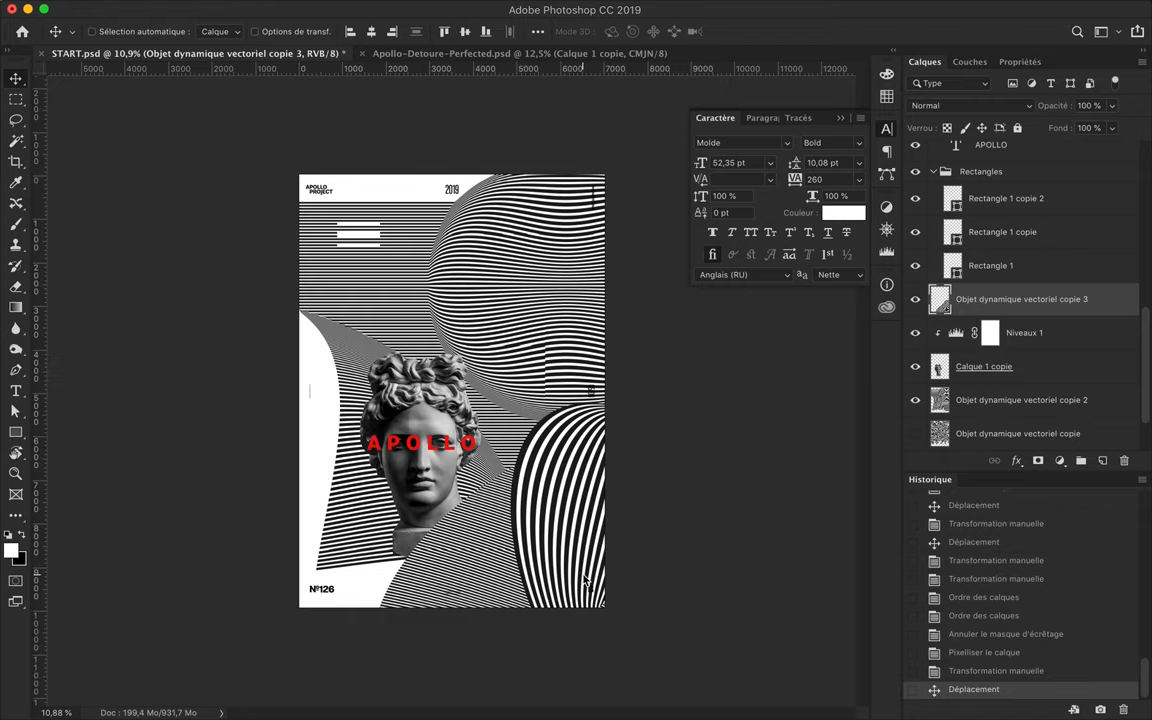 Adobe Photoshop CC 2019
Sélection automatique : Calque Options de transf. Mode 3D :
START.psd @ 10,9% (Objet dynamique vectoriel copie 3, RVB/8) * Apollo-Detoure-Perfected.psd @ 12,5% (Calque 1 copie, CMJN/8)
5000 4000 3000 2000 1000 0 1000 2000 3000 4000 5000 6000 7000 8000 9000 10000 11000 12000
Calques Couches Propriétés
Type
Normal Opacité : 100 %
Verrou : Fond : 100 %
APOLLO
Rectangles
Rectangle 1 copie 2
Rectangle 1 copie
Rectangle 1
Objet dynamique vectoriel copie 3
Niveaux 1
Calque 1 copie
Objet dynamique vectoriel copie 2
Objet dynamique vectoriel copie
Caractère Paragra Tracés
Molde Bold
52,35 pt 10,08 pt
260
100 % 100 %
0 pt Couleur :
Anglais (RU) Nette
APOLLO
PROJECT
2019
APOLLO
Nº126
Historique
Déplacement
Transformation manuelle
Déplacement
Transformation manuelle
Transformation manuelle
Ordre des calques
Ordre des calques
Annuler le masque d'écrêtage
Pixelliser le calque
Transformation manuelle
Déplacement
10,88 % Doc : 199,4 Mo/931,7 Mo